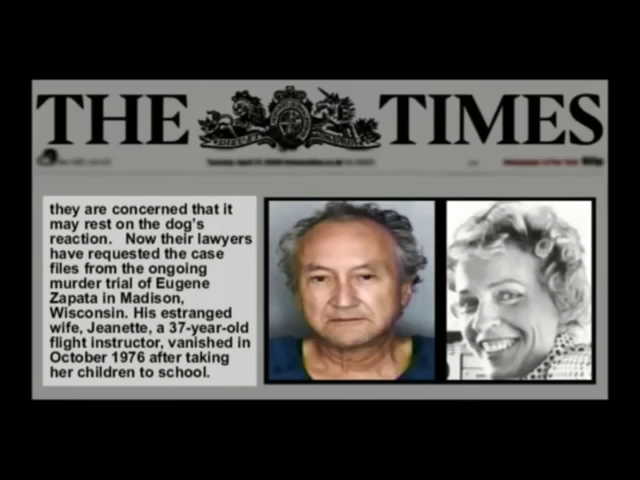 THE TIMES
they are concerned that it
may rest on the dog's
reaction. Now their lawyers
have requested the case
files from the ongoing
murder trial of Eugene
Zapata in Madison,
Wisconsin. His estranged
wife, Jeanette, a 37-year-old
flight instructor, vanished in
October 1976 after taking
her children to school.